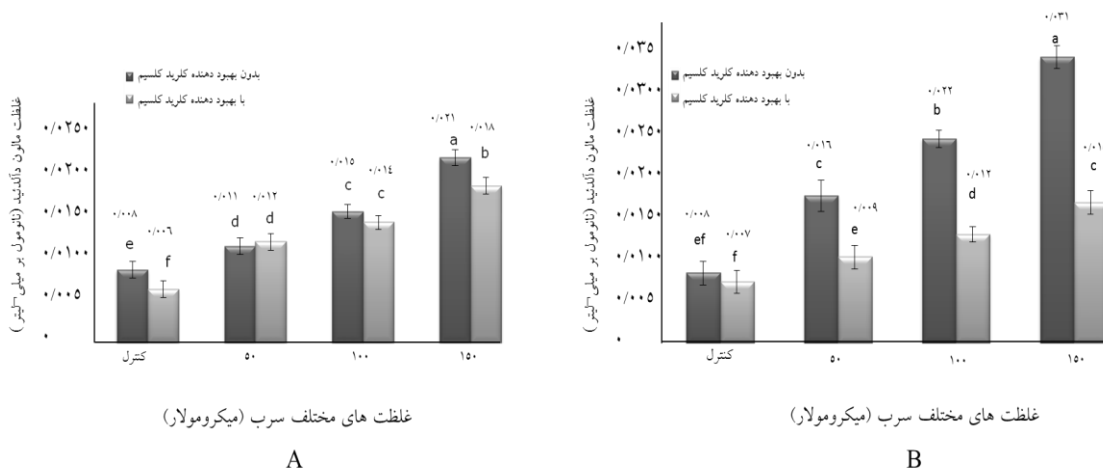 غلظت مالون دآلدئید (نانومول بر میلی لیتر)
بدون بهبود دهنده کلرید کلسیم
با بهبود دهنده کلرید کلسیم
۰/۰۲۵۰
۰/۰۲۰۰
۰/۰۱۵۰
۰/۰۱۰۰
۰/۰۰۵
۰
۰/۰۰۸
e
۰/۰۰۶
f
۰/۰۱۱
d
۰/۰۱۲
d
۰/۰۱۵
c
۰/۰۱۴
c
۰/۰۲۱
a
۰/۰۱۸
b
کنترل
۵۰
۱۰۰
۱۵۰
غلظت های مختلف سرب (میکرومولار)
A
غلظت مالون دآلدئید (نانومول بر میلی لیتر)
بدون بهبود دهنده کلرید کلسیم
با بهبود دهنده کلرید کلسیم
۰/۰۳۵
۰/۰۳۰۰
۰/۰۲۵۰
۰/۰۲۰۰
۰/۰۱۵۰
۰/۰۱۰۰
۰/۰۰۵
۰
۰/۰۰۸
ef
۰/۰۰۷
f
۰/۰۱۶
c
۰/۰۰۹
e
۰/۰۲۲
b
۰/۰۱۲
d
۰/۰۳۱
a
c
کنترل
۵۰
۱۰۰
۱۵۰
غلظت های مختلف سرب (میکرومولار)
B